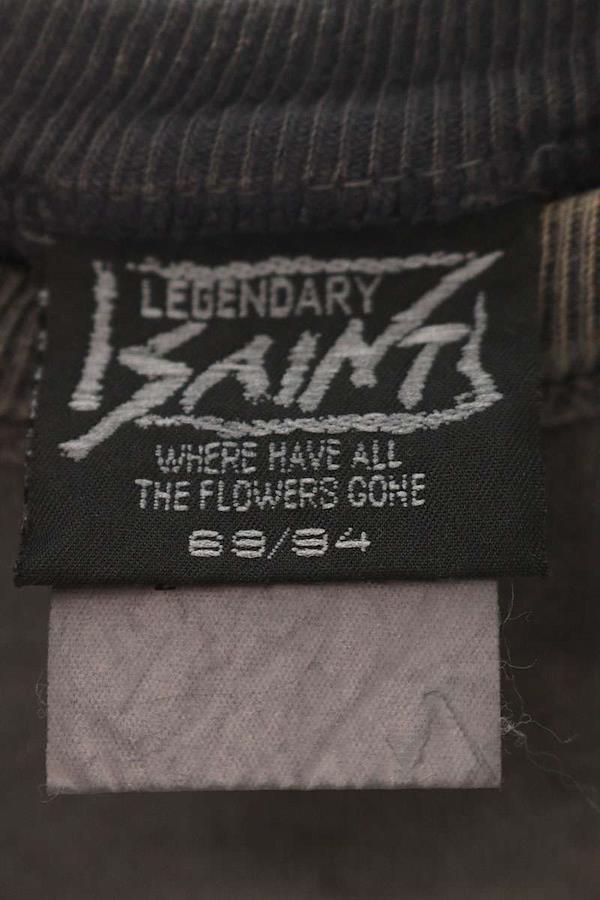 LEGENDARY
SAINTS
WHERE HAVE ALL
THE FLOWERS GONE
69/94